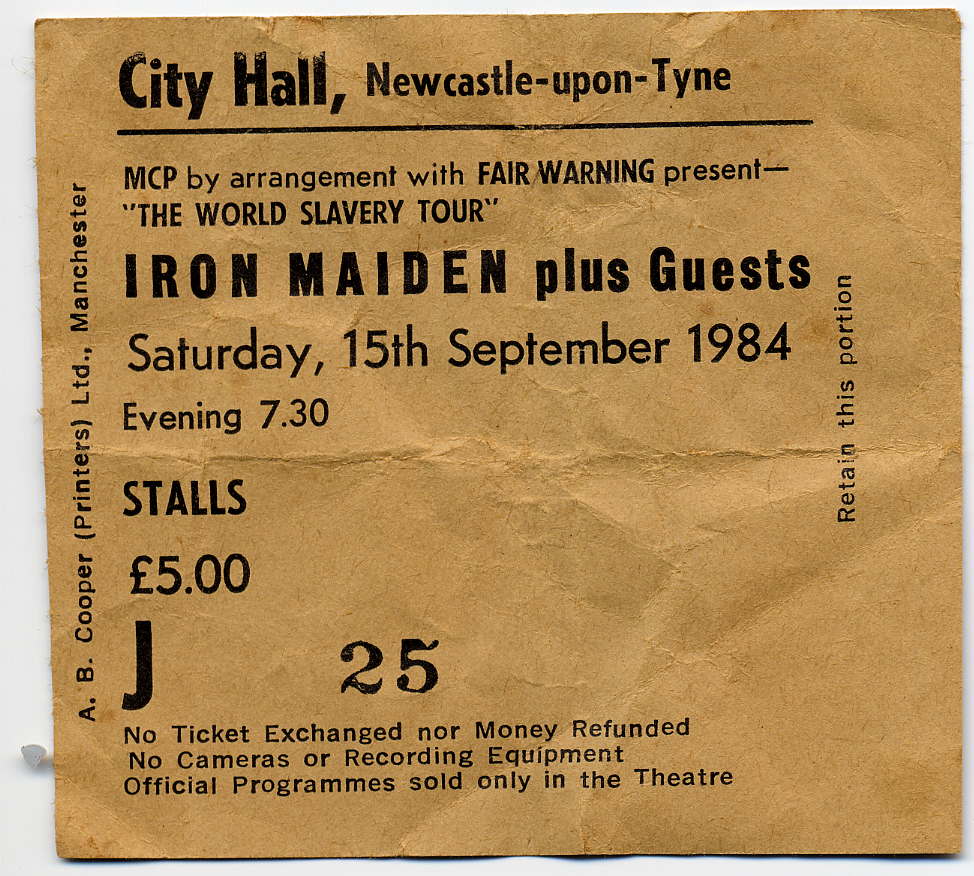 City Hall, Newcastle-upon-Tyne
MCP by arrangement with FAIR WARNING present—
"THE WORLD SLAVERY TOUR"
IRON MAIDEN plus Guests
Saturday, 15th September 1984
Evening 7.30
STALLS
£5.00
J 25
No Ticket Exchanged nor Money Refunded
No Cameras or Recording Equipment
Official Programmes sold only in the Theatre
A. B. Cooper (Printers) Ltd., Manchester
Retain this portion